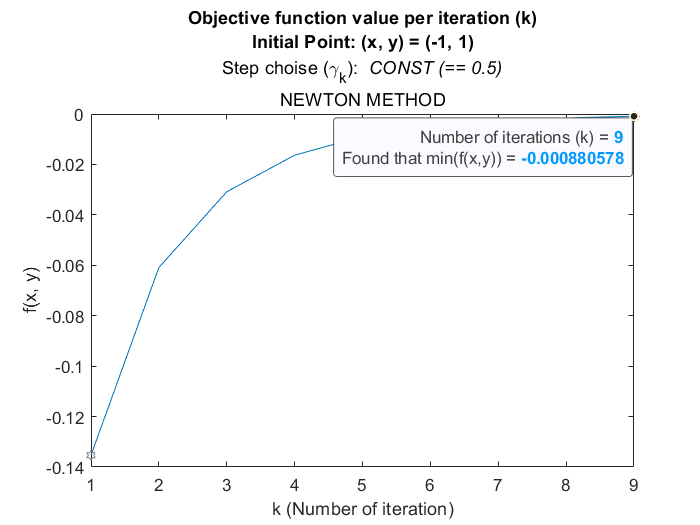 Objective function value per iteration (k)
Initial Point: (x, y) = (-1, 1)
Step choise (γk): CONST (== 0.5)
NEWTON METHOD
Number of iterations (k) = 9
Found that min(f(x,y)) = -0.000880578
0
-0.02
-0.04
-0.06
-0.08
-0.1
-0.12
-0.14
f(x, y)
1 2 3 4 5 6 7 8 9
k (Number of iteration)